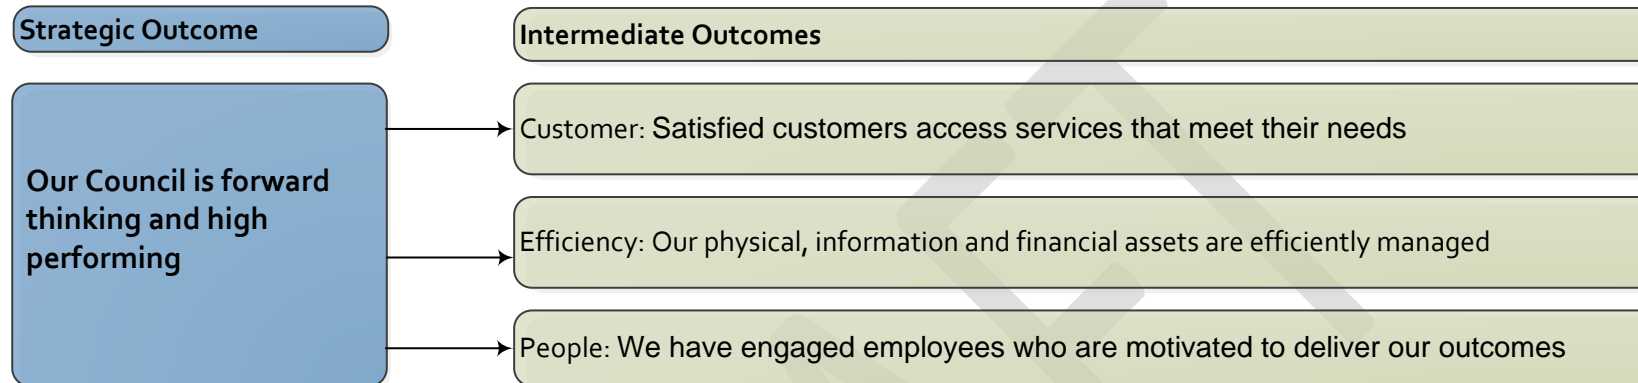 Strategic Outcome
Intermediate Outcomes
Our Council is forward
thinking and high
performing
Customer: Satisfied customers access services that meet their needs
Efficiency: Our physical, information and financial assets are efficiently managed
People: We have engaged employees who are motivated to deliver our outcomes